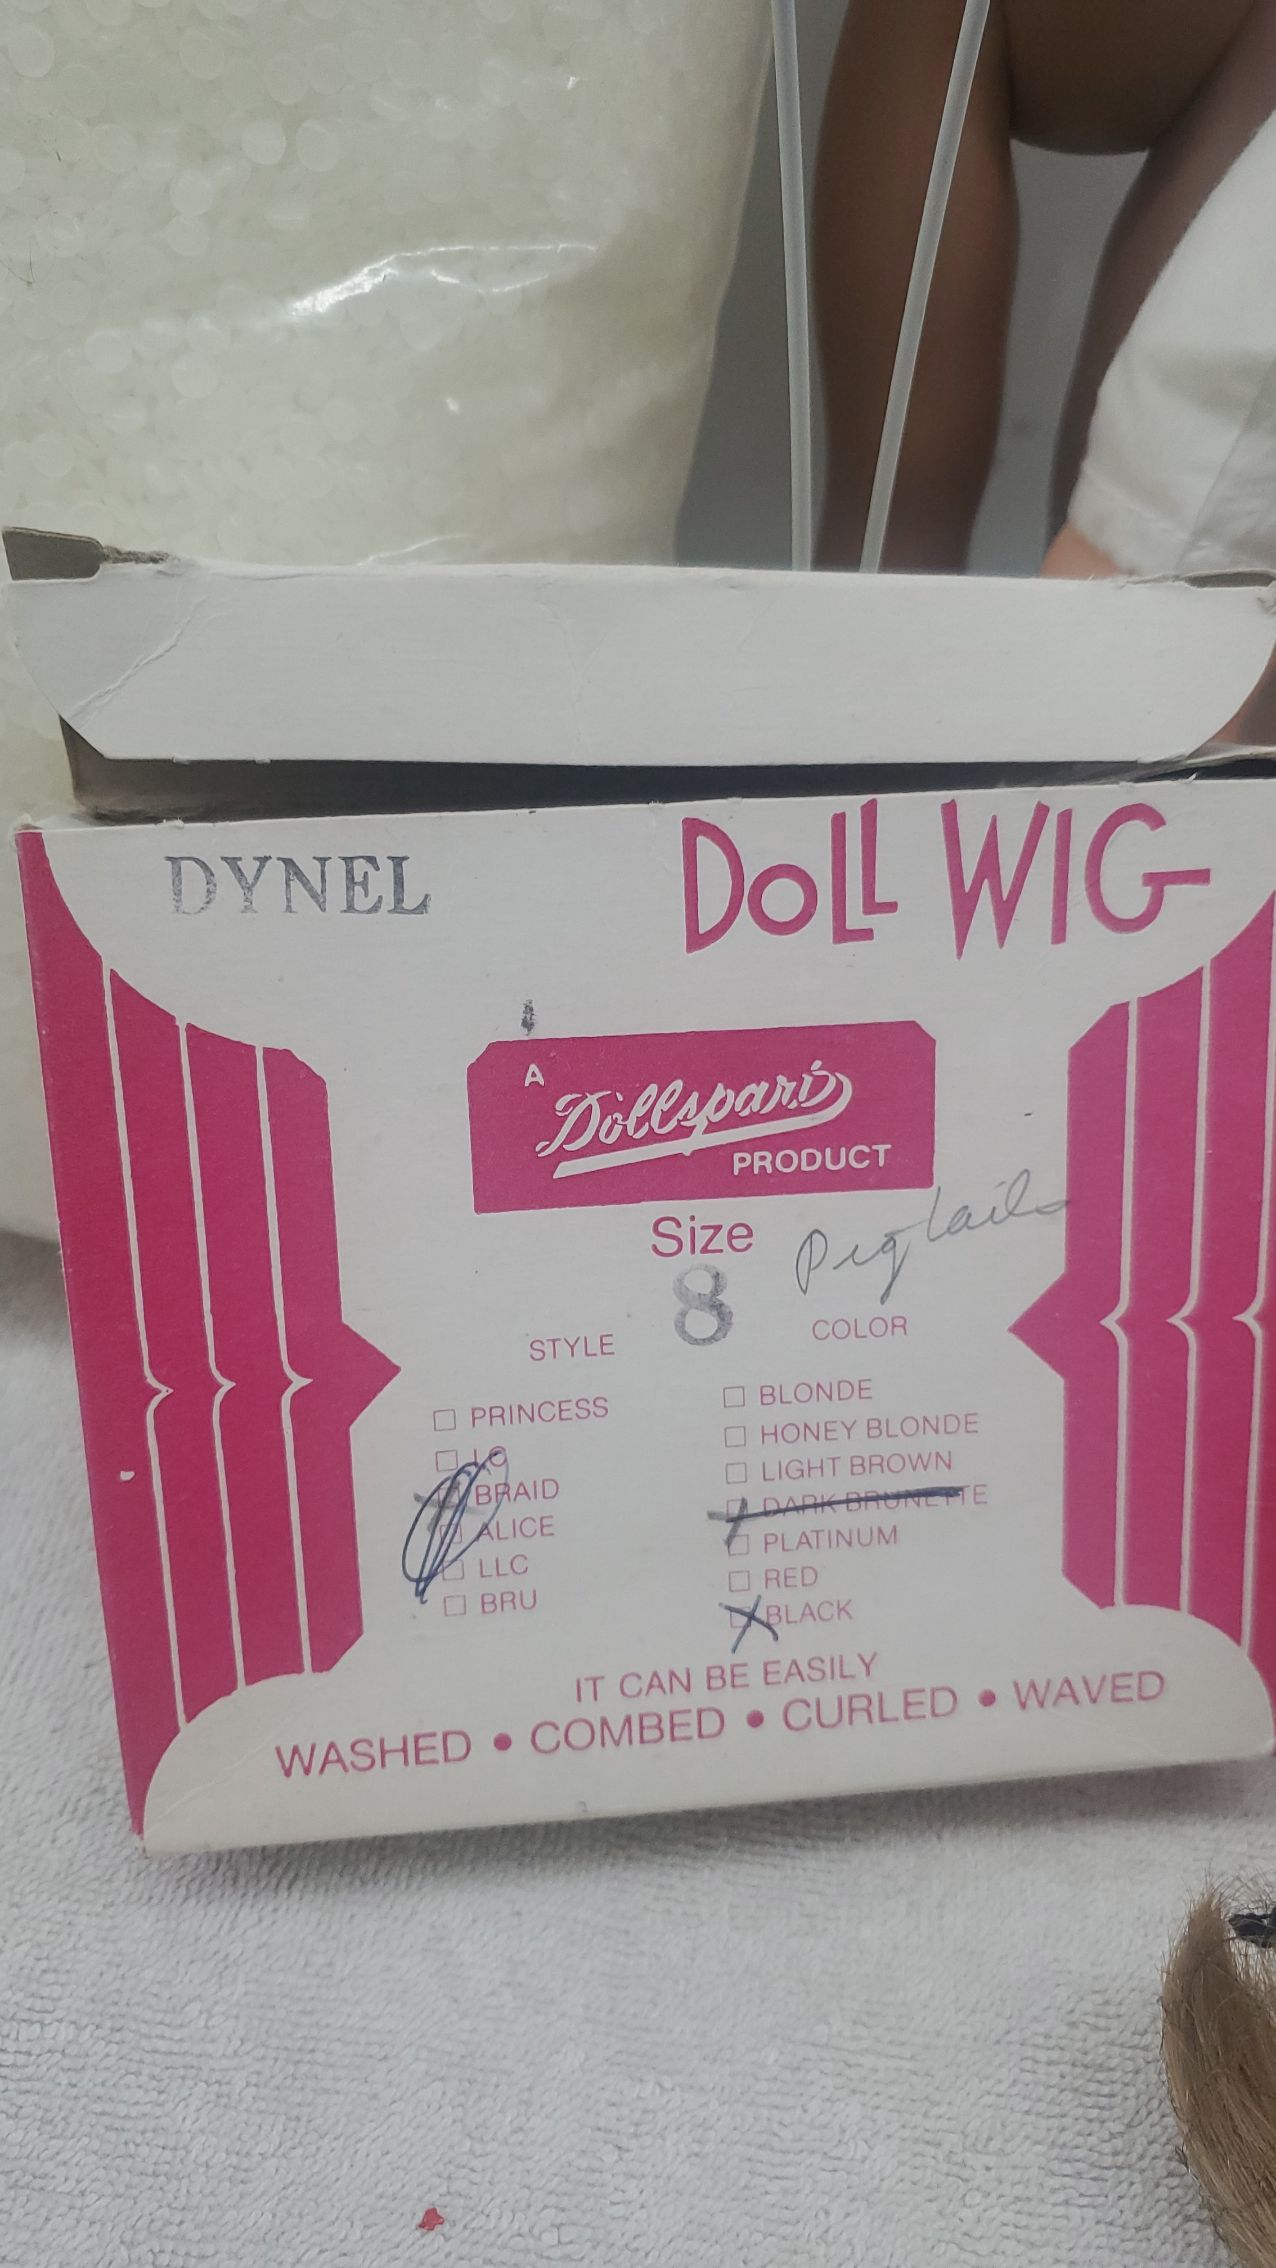 DYNEL
DOLL WIG
A
Dollspart
PRODUCT
Size
Pigtails
8
STYLE
COLOR
PRINCESS
LO
BRAID
ALICE
LLC
BRU
BLONDE
HONEY BLONDE
LIGHT BROWN
DARK BRUNETTE
PLATINUM
RED
BLACK
IT CAN BE EASILY
WASHED • COMBED • CURLED • WAVED